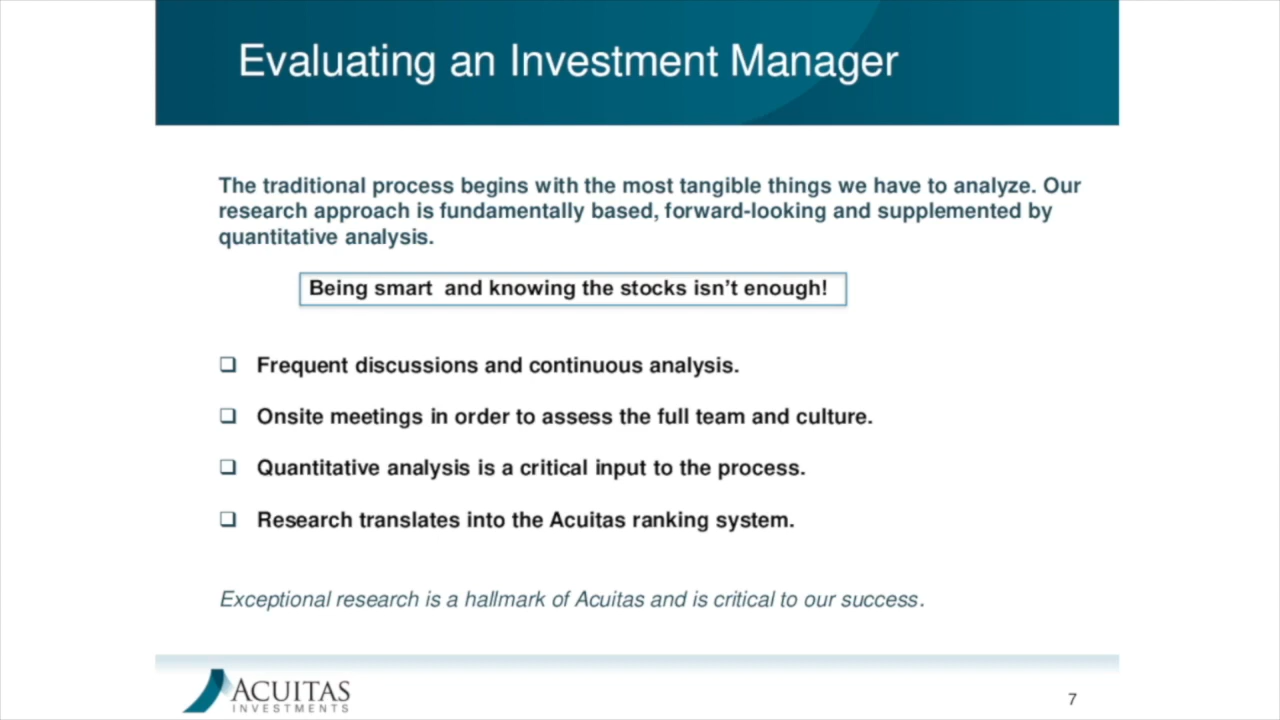 Evaluating an Investment Manager
The traditional process begins with the most tangible things we have to analyze. Our
research approach is fundamentally based, forward-looking and supplemented by
quantitative analysis.
Being smart  and knowing the stocks isn’t enough!
❑ Frequent discussions and continuous analysis.
❑ Onsite meetings in order to assess the full team and culture.
❑ Quantitative analysis is a critical input to the process.
❑ Research translates into the Acuitas ranking system.
Exceptional research is a hallmark of Acuitas and is critical to our success.
ACUITAS
INVESTMENTS
7